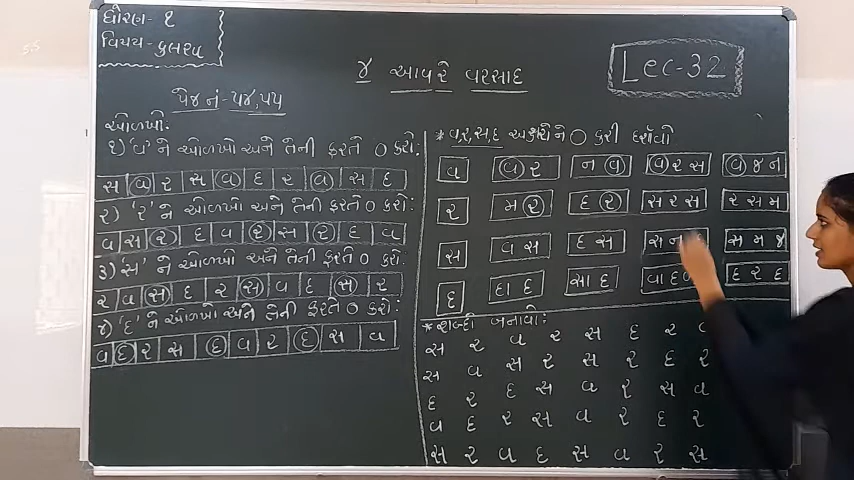 ધોરણ- ૧
વિષય- કલરવ
૪ આવરે વરસાદ
Lec-32
પેજ નં- ૫૪,૫૫
ઓળખો:
૧) 'વ' ને ઓળખો અને તેની ફરતે ૦ કરો:
સ વ ર સ વ દ ર વ સ દ
૨) 'ર' ને ઓળખો અને તેની ફરતે ૦ કરો:
વ સ ર દ વ ર સ ર દ વ
૩) 'સ' ને ઓળખો અને તેની ફરતે ૦ કરો:
ર વ સ દ ર સ વ દ સ ર
૪) 'દ' ને ઓળખો અને તેની ફરતે ૦ કરો:
વ દ ર સ દ વ ર દ સ વ
* વ,ર,સ,દ અક્ષરોને ૦ કરી દર્શાવો
વ વર નવ વરસ વજન
ર મર દર સરસ રસમ
સ વસ દસ
દ દાદ સાદ દરદ
* શબ્દો બનાવો:
સ ર વ ર સ દ ર
સ વ સ ર સ ર દ ર
દ ર દ સ વ ર સ વ
વ દ ર સ વ ર દ ર
સ ર વ દ સ વ ર સ